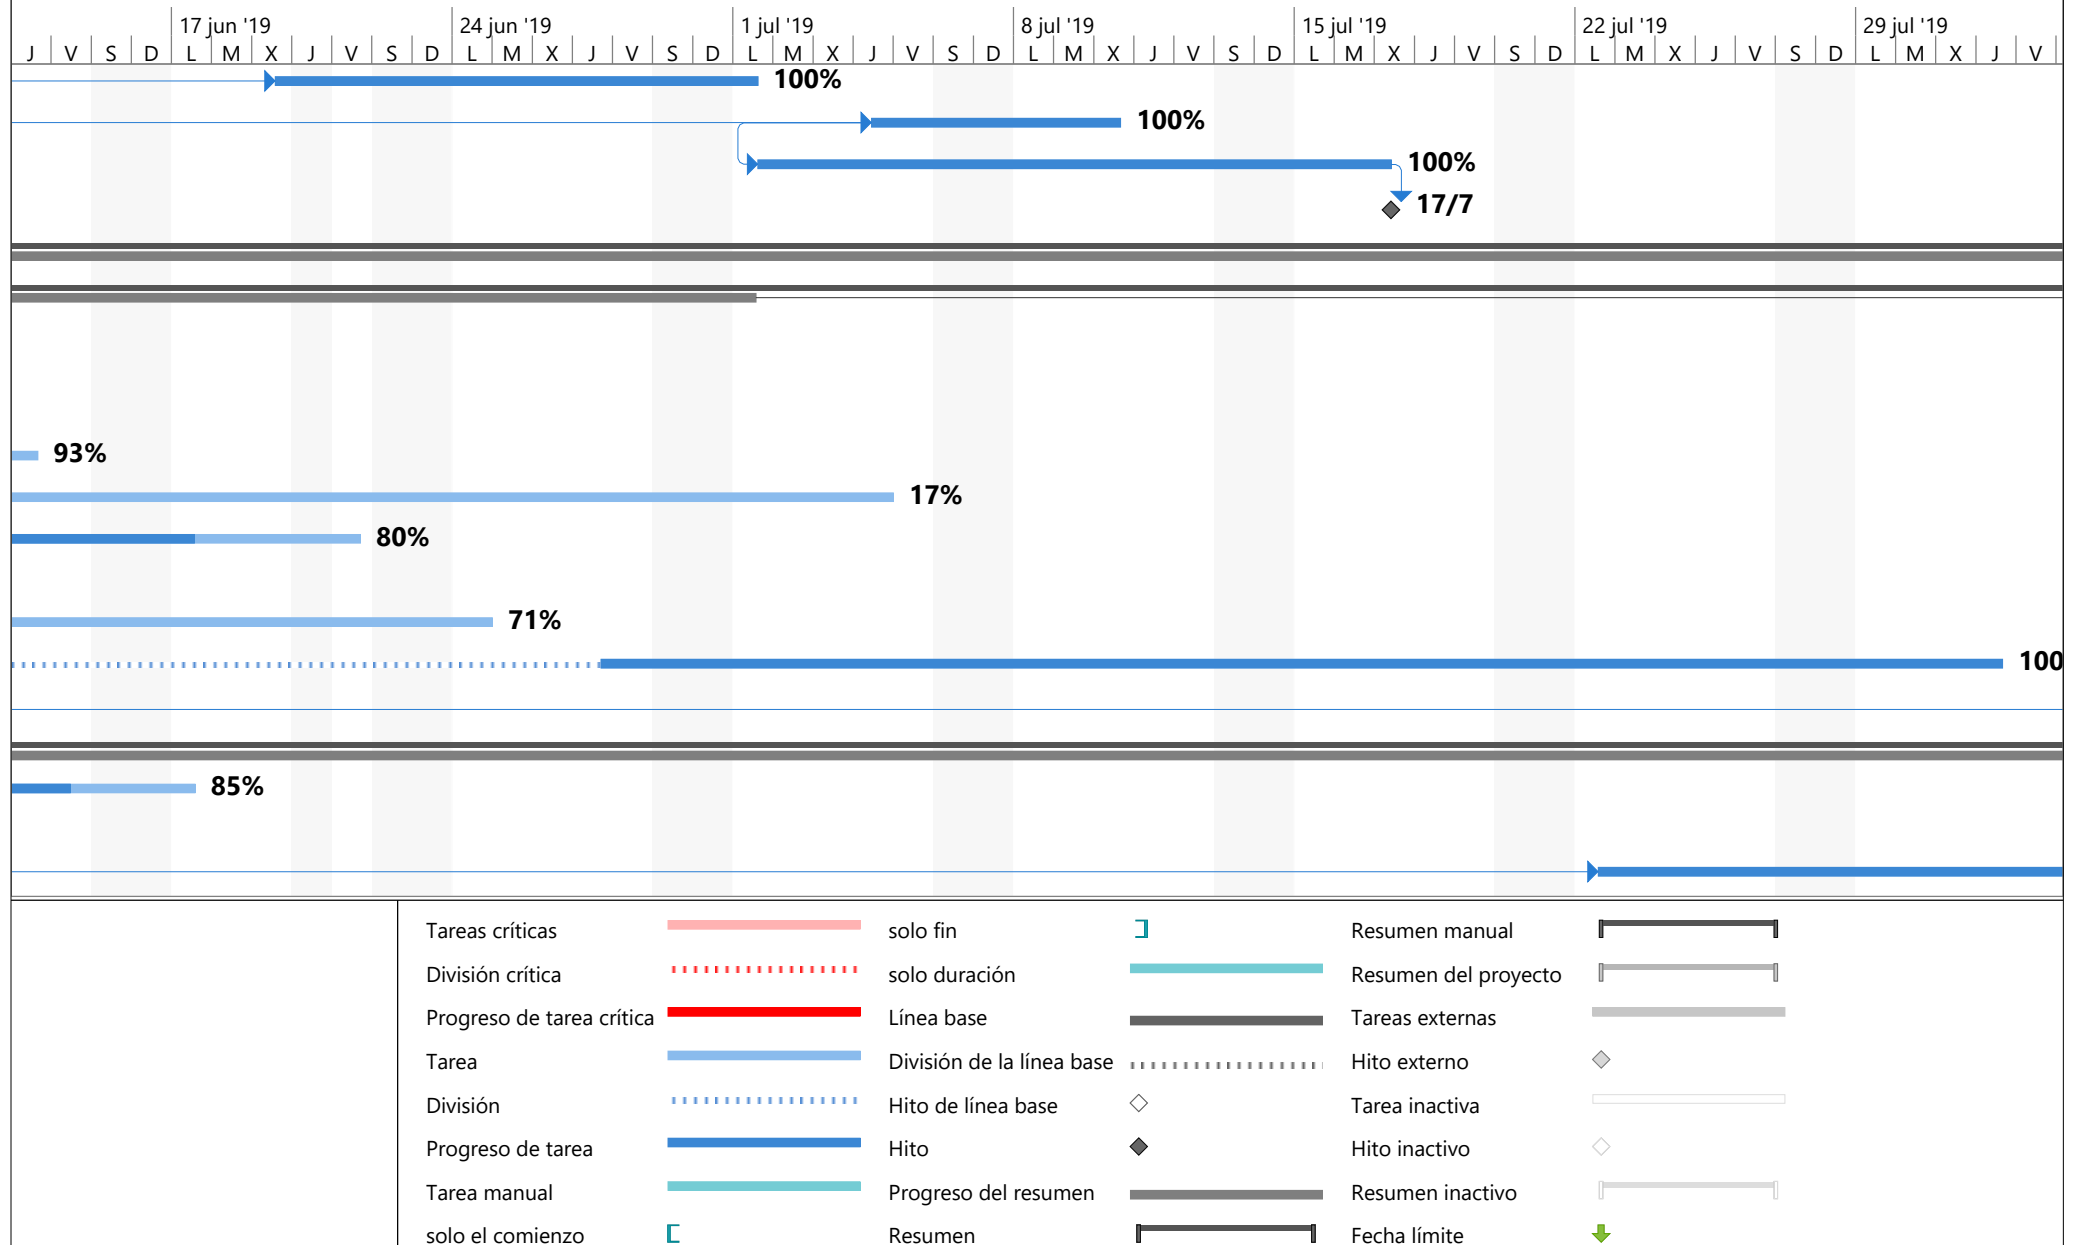 17 jun '19 24 jun '19 1 jul '19 8 jul '19 15 jul '19 22 jul '19 29 jul '19
J V S D L M X J V S D L M X J V S D L M X J V S D L M X J V S D L M X J V S D L M X J V S D L M X J V
100%
100%
100%
17/7
93%
17%
80%
71%
100
85%
Tareas críticas solo fin Resumen manual
División crítica solo duración Resumen del proyecto
Progreso de tarea crítica Línea base Tareas externas
Tarea División de la línea base Hito externo
División Hito de línea base Tarea inactiva
Progreso de tarea Hito Hito inactivo
Tarea manual Progreso del resumen Resumen inactivo
solo el comienzo Resumen Fecha límite